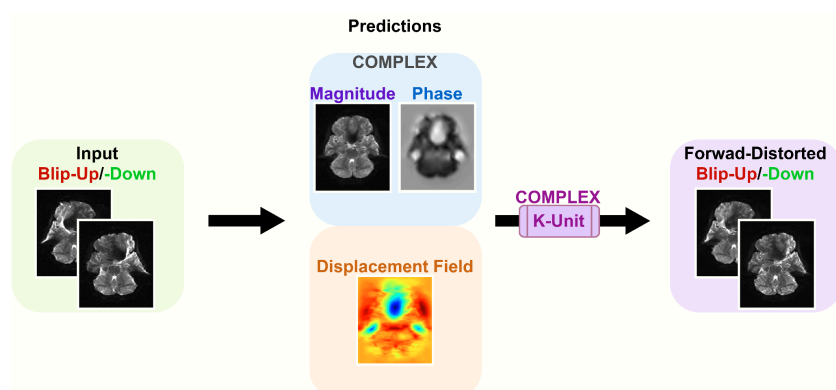 Predictions
COMPLEX
Magnitude Phase
Input
Blip-Up/-Down
Displacement Field
COMPLEX
K-Unit
Forwad-Distorted
Blip-Up/-Down